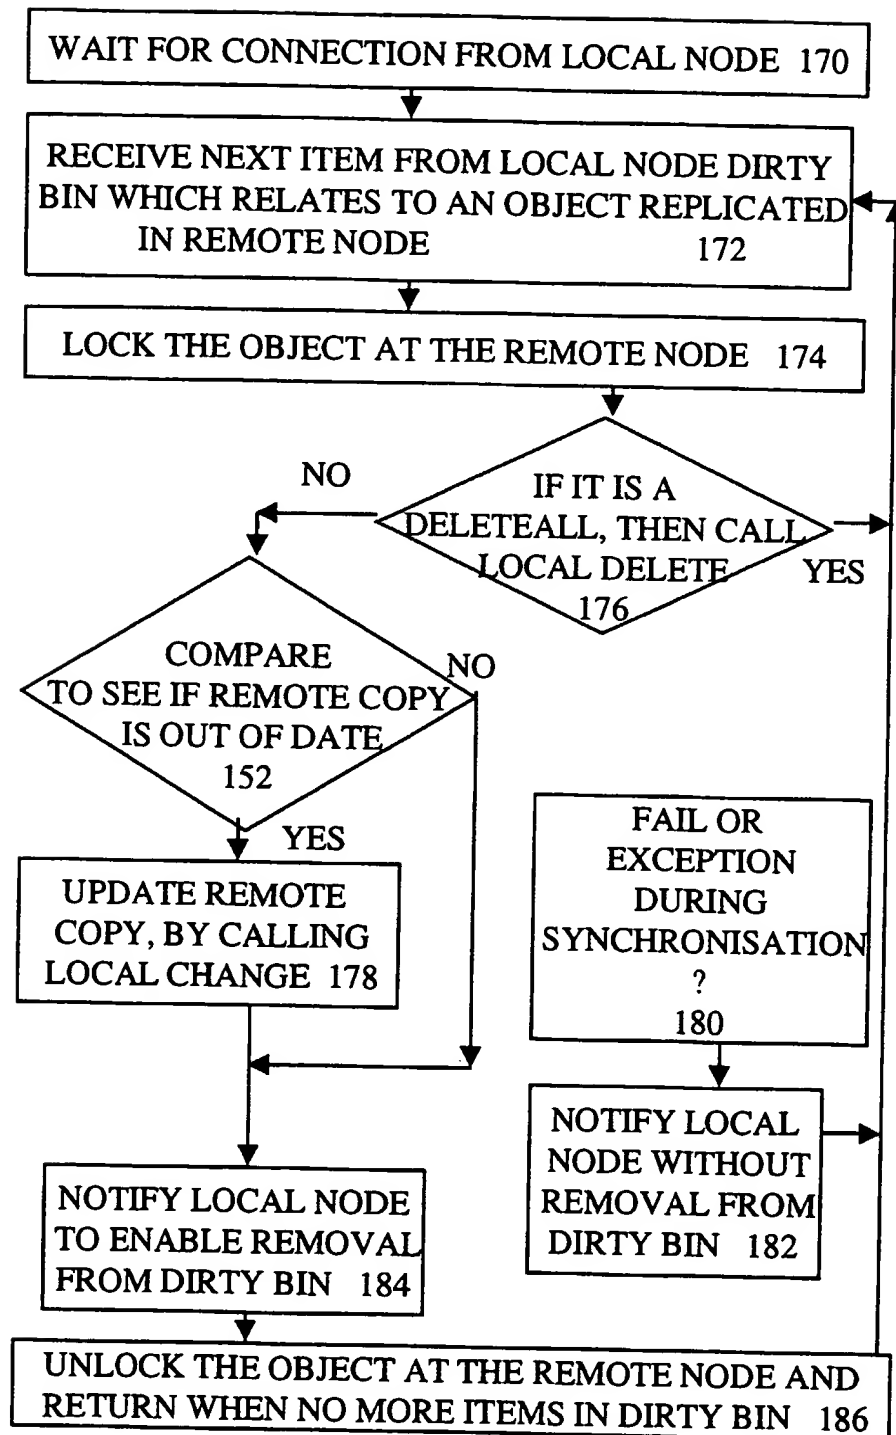 WAIT FOR CONNECTION FROM LOCAL NODE 170
RECEIVE NEXT ITEM FROM LOCAL NODE DIRTY
BIN WHICH RELATES TO AN OBJECT REPLICATED
IN REMOTE NODE 172
LOCK THE OBJECT AT THE REMOTE NODE 174
NO
IF IT IS A
DELETEALL, THEN CALL
LOCAL DELETE
YES
176
COMPARE
TO SEE IF REMOTE COPY
IS OUT OF DATE
152
NO
YES
UPDATE REMOTE
COPY, BY CALLING
LOCAL CHANGE 178
FAIL OR
EXCEPTION
DURING
SYNCHRONISATION
?
180
NOTIFY LOCAL
NODE WITHOUT
REMOVAL FROM
DIRTY BIN 182
NOTIFY LOCAL NODE
TO ENABLE REMOVAL
FROM DIRTY BIN 184
UNLOCK THE OBJECT AT THE REMOTE NODE AND
RETURN WHEN NO MORE ITEMS IN DIRTY BIN 186